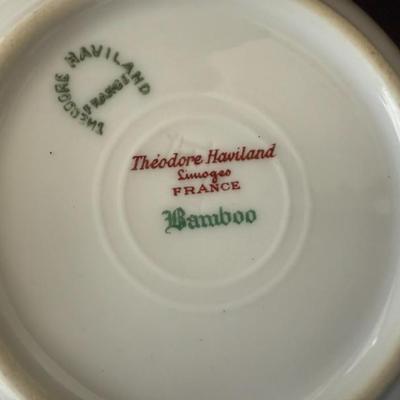 THEODORE HAVILAND
FRANCE
Théodore Haviland
Limoges
FRANCE
Bamboo